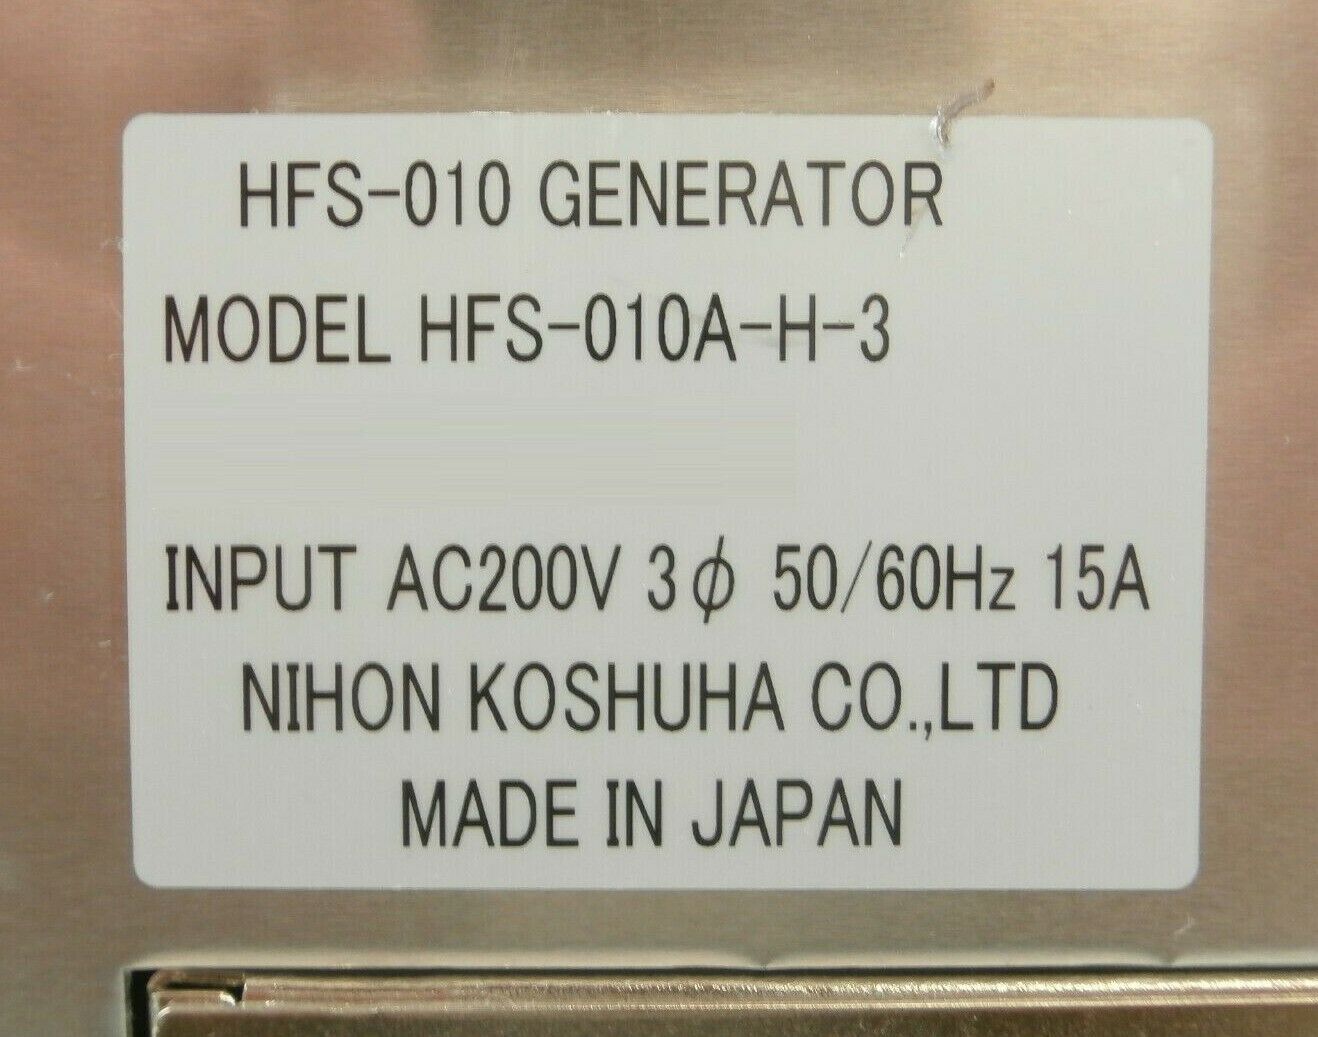 HFS-010 GENERATOR
MODEL HFS-010A-H-3
INPUT AC200V 3ϕ 50/60Hz 15A
NIHON KOSHUHA CO.,LTD
MADE IN JAPAN